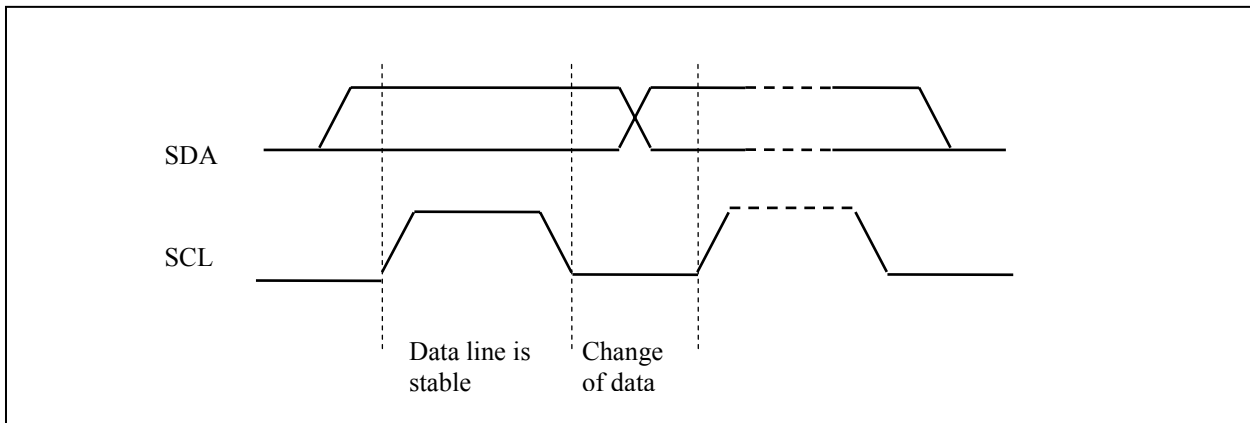 SDA
SCL
Data line is
stable
Change
of data